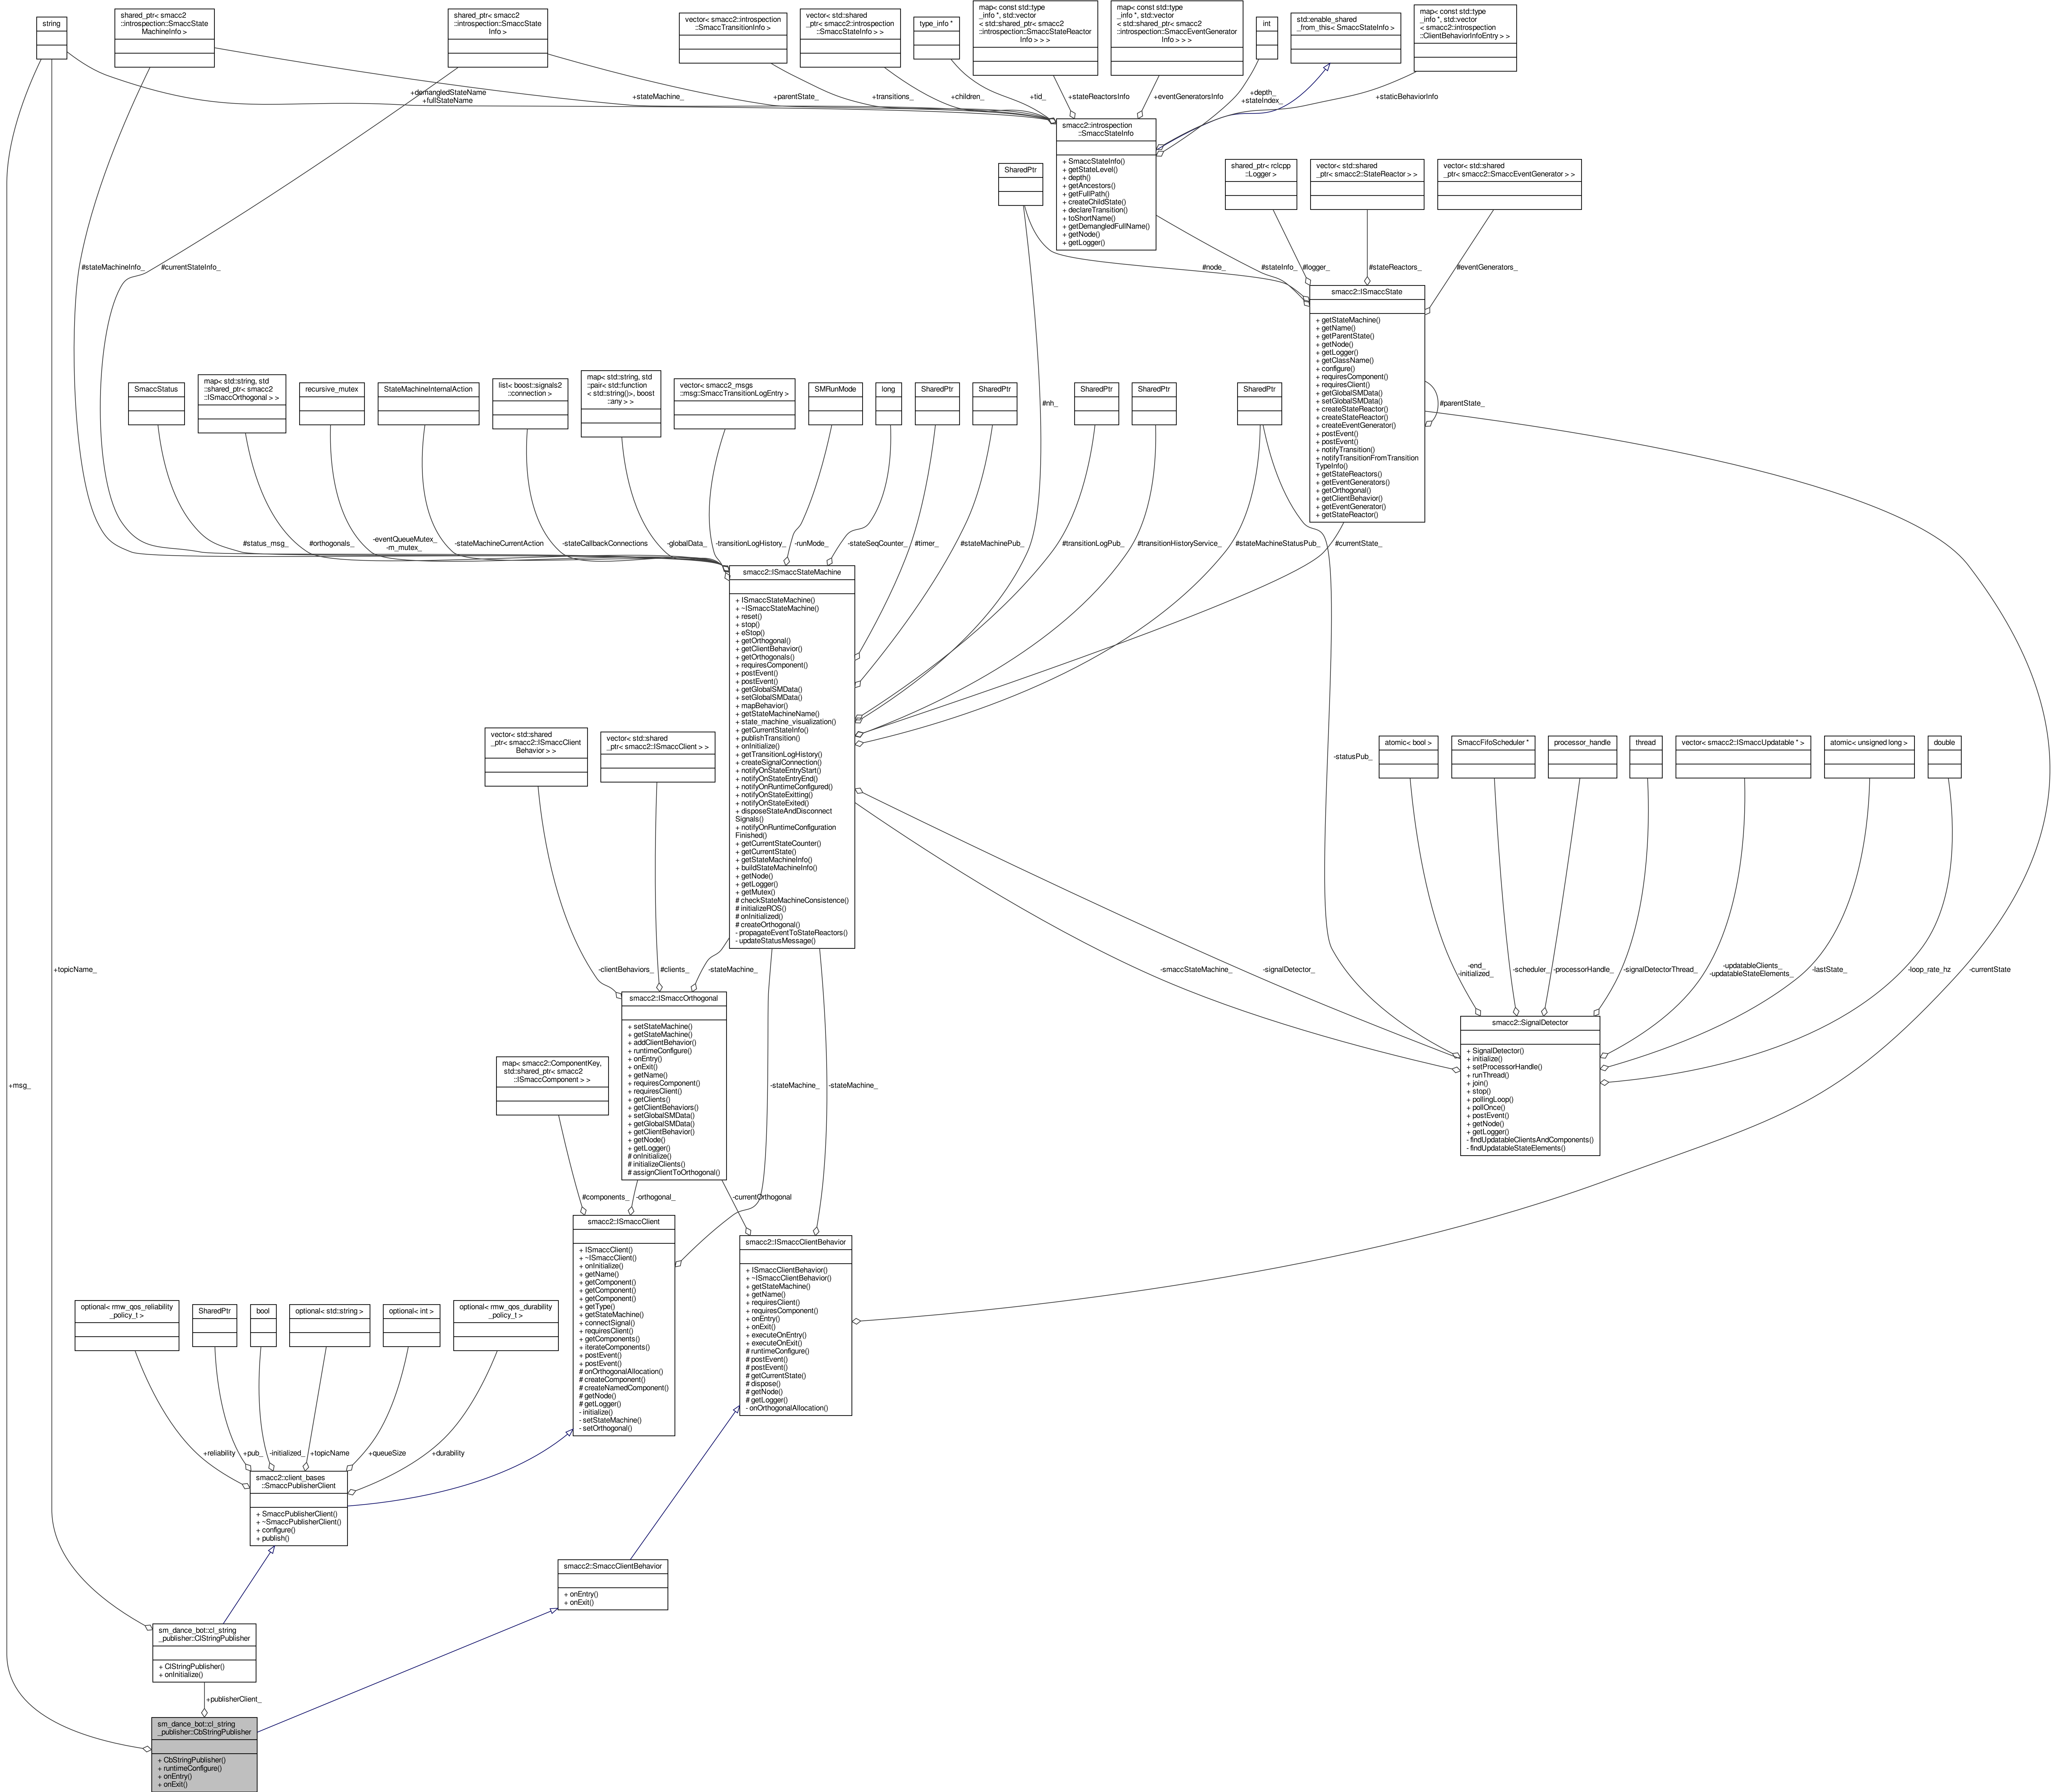 string
shared_ptr< smacc2
::introspection::SmaccState
MachineInfo >
shared_ptr< smacc2
::introspection::SmaccState
Info >
vector< smacc2::introspection
::SmaccTransitionInfo >
vector< std::shared
_ptr< smacc2::introspection
::SmaccStateInfo > >
type_info *
map< const std::type
_info *, std::vector
< std::shared_ptr< smacc2
::introspection::SmaccStateReactor
Info > > >
map< const std::type
_info *, std::vector
< std::shared_ptr< smacc2
::introspection::SmaccEventGenerator
Info > > >
int
std::enable_shared
_from_this< SmaccStateInfo >
map< const std::type
_info *, std::vector
< smacc2::introspection
::ClientBehaviorInfoEntry > >
+demangledStateName
+fullStateName
+stateMachine_
+parentState_
+transitions_
+children_
+tid_
+stateReactorsInfo
+eventGeneratorsInfo
+depth_
+stateIndex_
+staticBehaviorInfo
smacc2::introspection
::SmaccStateInfo
+ SmaccStateInfo()
+ getStateLevel()
+ depth()
+ getAncestors()
+ getFullPath()
+ createChildState()
+ declareTransition()
+ toShortName()
+ getDemangledFullName()
+ getNode()
+ getLogger()
SharedPtr
shared_ptr< rclcpp
::Logger >
vector< std::shared
_ptr< smacc2::StateReactor > >
vector< std::shared
_ptr< smacc2::SmaccEventGenerator > >
#stateMachineInfo_
#currentStateInfo_
#node_
#stateInfo_
#logger_
#stateReactors_
#eventGenerators_
smacc2::ISmaccState
+ getStateMachine()
+ getName()
+ getParentState()
+ getNode()
+ getLogger()
+ getClassName()
+ configure()
+ requiresComponent()
+ requiresClient()
+ getGlobalSMData()
+ setGlobalSMData()
+ createStateReactor()
+ createStateReactor()
+ createEventGenerator()
+ postEvent()
+ postEvent()
+ notifyTransition()
+ notifyTransitionFromTransition
TypeInfo()
+ getStateReactors()
+ getEventGenerators()
+ getOrthogonal()
+ getClientBehavior()
+ getEventGenerator()
+ getStateReactor()
#parentState_
SmaccStatus
map< std::string, std
::shared_ptr< smacc2
::ISmaccOrthogonal > >
recursive_mutex
StateMachineInternalAction
list< boost::signals2
::connection >
map< std::string, std
::pair< std::function
< std::string()>, boost
::any > >
vector< smacc2_msgs
::msg::SmaccTransitionLogEntry >
SMRunMode
long
SharedPtr
SharedPtr
#nh_
SharedPtr
SharedPtr
SharedPtr
#status_msg_
#orthogonals_
-eventQueueMutex_
-m_mutex_
-stateMachineCurrentAction
-stateCallbackConnections
-globalData_
-transitionLogHistory_
-runMode_
-stateSeqCounter_
#timer_
#stateMachinePub_
#transitionLogPub_
#transitionHistoryService_
#stateMachineStatusPub_
#currentState_
smacc2::ISmaccStateMachine
+ ISmaccStateMachine()
+ ~ISmaccStateMachine()
+ reset()
+ stop()
+ eStop()
+ getOrthogonal()
+ getClientBehavior()
+ getOrthogonals()
+ requiresComponent()
+ postEvent()
+ postEvent()
+ getGlobalSMData()
+ setGlobalSMData()
+ mapBehavior()
+ getStateMachineName()
+ state_machine_visualization()
+ getCurrentStateInfo()
+ publishTransition()
+ onInitialize()
+ getTransitionLogHistory()
+ createSignalConnection()
+ notifyOnStateEntryStart()
+ notifyOnStateEntryEnd()
+ notifyOnRuntimeConfigured()
+ notifyOnStateExitting()
+ notifyOnStateExited()
+ disposeStateAndDisconnect
Signals()
+ notifyOnRuntimeConfiguration
Finished()
+ getCurrentStateCounter()
+ getCurrentState()
+ getStateMachineInfo()
+ buildStateMachineInfo()
+ getNode()
+ getLogger()
+ getMutex()
# checkStateMachineConsistence()
# initializeROS()
# onInitialized()
# createOrthogonal()
- propagateEventToStateReactors()
- updateStatusMessage()
vector< std::shared
_ptr< smacc2::ISmaccClient
Behavior > >
vector< std::shared
_ptr< smacc2::ISmaccClient > >
-statusPub_
atomic< bool >
SmaccFifoScheduler *
processor_handle
thread
vector< smacc2::ISmaccUpdatable * >
atomic< unsigned long >
double
+topicName_
-clientBehaviors_
#clients_
-stateMachine_
-smaccStateMachine_
-signalDetector_
-end_
-initialized_
-scheduler_
-processorHandle_
-signalDetectorThread_
-updatableClients_
-updatableStateElements_
-lastState_
-loop_rate_hz
-currentState
smacc2::ISmaccOrthogonal
+ setStateMachine()
+ getStateMachine()
+ addClientBehavior()
+ runtimeConfigure()
+ onEntry()
+ onExit()
+ getName()
+ requiresComponent()
+ requiresClient()
+ getClients()
+ getClientBehaviors()
+ setGlobalSMData()
+ getGlobalSMData()
+ getClientBehavior()
+ getNode()
+ getLogger()
# onInitialize()
# initializeClients()
# assignClientToOrthogonal()
smacc2::SignalDetector
+ SignalDetector()
+ initialize()
+ setProcessorHandle()
+ runThread()
+ join()
+ stop()
+ pollingLoop()
+ pollOnce()
+ postEvent()
+ getNode()
+ getLogger()
- findUpdatableClientsAndComponents()
- findUpdatableStateElements()
map< smacc2::ComponentKey,
std::shared_ptr< smacc2
::ISmaccComponent > >
+msg_
-stateMachine_
-stateMachine_
#components_
-orthogonal_
-currentOrthogonal
smacc2::ISmaccClient
+ ISmaccClient()
+ ~ISmaccClient()
+ onInitialize()
+ getName()
+ getComponent()
+ getComponent()
+ getComponent()
+ getType()
+ getStateMachine()
+ connectSignal()
+ requiresClient()
+ getComponents()
+ iterateComponents()
+ postEvent()
+ postEvent()
# onOrthogonalAllocation()
# createComponent()
# createNamedComponent()
# getNode()
# getLogger()
- initialize()
- setStateMachine()
- setOrthogonal()
smacc2::ISmaccClientBehavior
+ ISmaccClientBehavior()
+ ~ISmaccClientBehavior()
+ getStateMachine()
+ getName()
+ requiresClient()
+ requiresComponent()
+ onEntry()
+ onExit()
+ executeOnEntry()
+ executeOnExit()
# runtimeConfigure()
# postEvent()
# postEvent()
# getCurrentState()
# dispose()
# getNode()
# getLogger()
- onOrthogonalAllocation()
optional< rmw_qos_reliability
_policy_t >
SharedPtr
bool
optional< std::string >
optional< int >
optional< rmw_qos_durability
_policy_t >
+reliability
+pub_
-initialized_
+topicName
+queueSize
+durability
smacc2::client_bases
::SmaccPublisherClient
+ SmaccPublisherClient()
+ ~SmaccPublisherClient()
+ configure()
+ publish()
smacc2::SmaccClientBehavior
+ onEntry()
+ onExit()
sm_dance_bot::cl_string
_publisher::ClStringPublisher
+ ClStringPublisher()
+ onInitialize()
+publisherClient_
sm_dance_bot::cl_string
_publisher::CbStringPublisher
+ CbStringPublisher()
+ runtimeConfigure()
+ onEntry()
+ onExit()